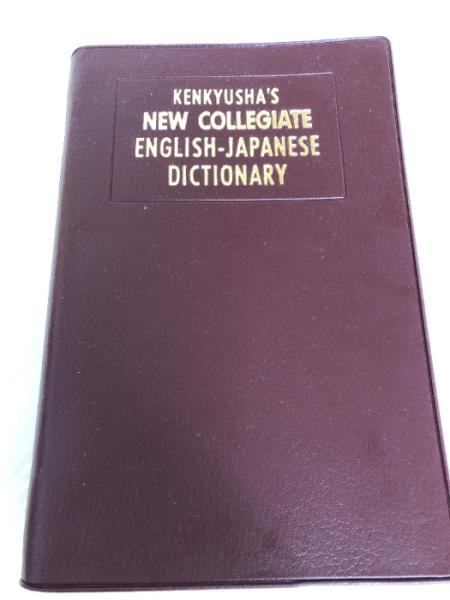 KENKYUSHA'S
NEW COLLEGIATE
ENGLISH-JAPANESE
DICTIONARY